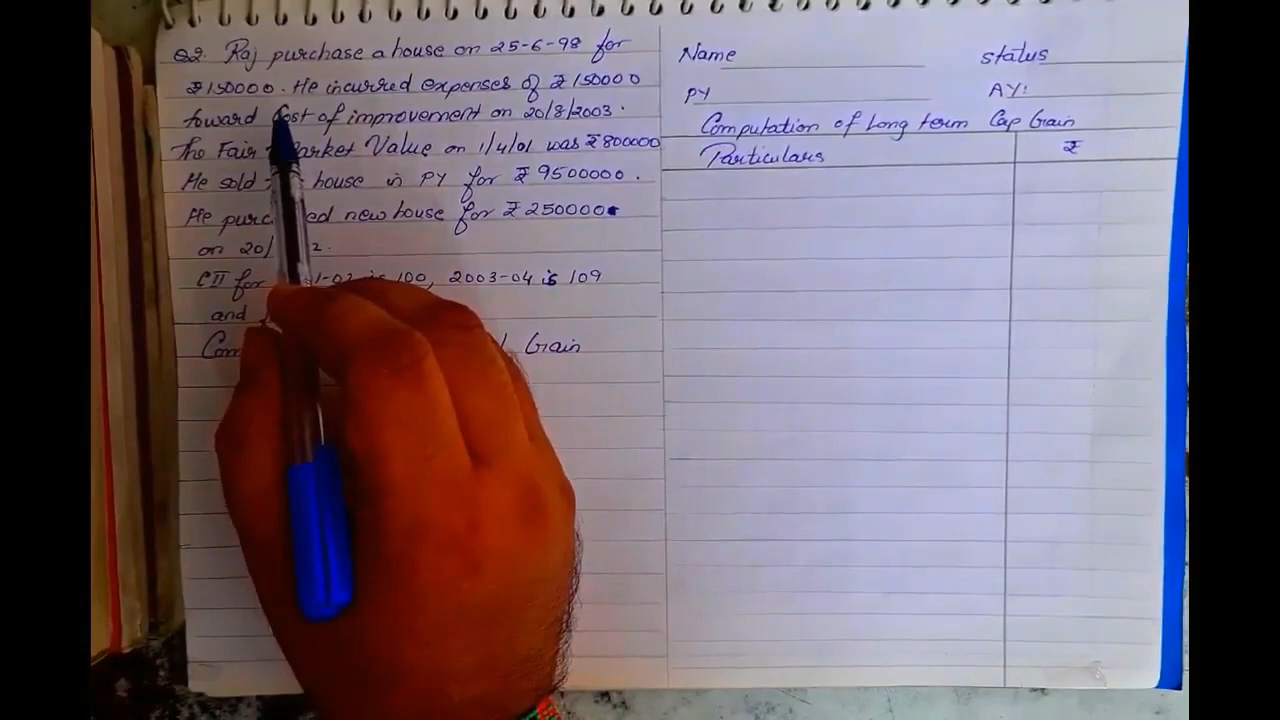 Q2. Raj purchase a house on 25-6-98 for
₹150000. He incurred expenses of ₹150000
toward Cost of improvement on 20/8/2003.
The Fair Market Value on 1/4/01 was ₹800000
He sold house in PY for ₹9500000.
He new house for ₹250000
on 20/
CII for 100, 2003-04 is 109
and
Gain
Name status
PY AY:
Computation of Long term Cap Gain
Particulars ₹